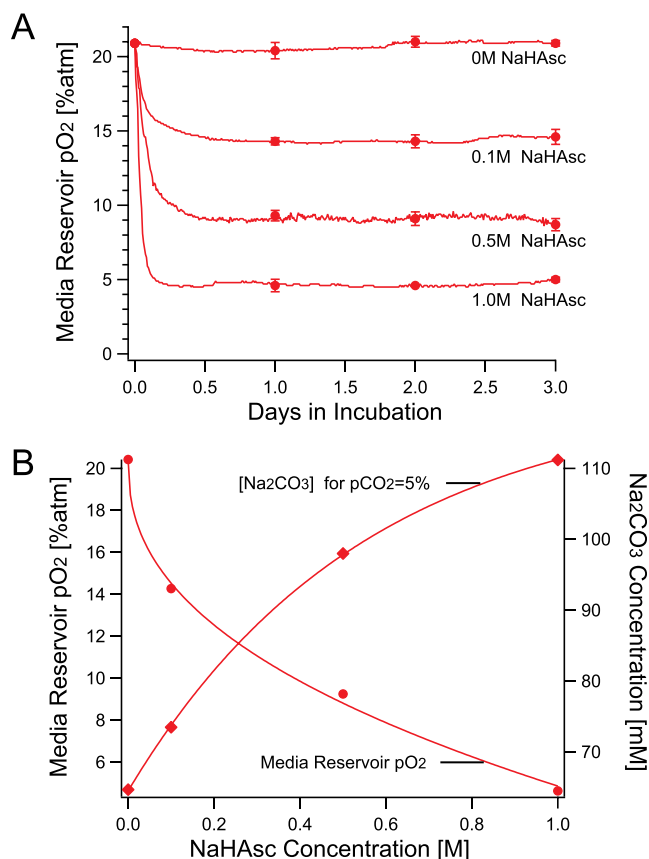 A
Media Reservoir pO2 [%atm]
20
15
10
5
0
0M NaHAsc
0.1M NaHAsc
0.5M NaHAsc
1.0M NaHAsc
0.0 0.5 1.0 1.5 2.0 2.5 3.0
Days in Incubation
B
Media Reservoir pO2 [%atm]
20
18
16
14
12
10
8
6
[Na2CO3] for pCO2=5%
Media Reservoir pO2
110
100
90
80
70
Na2CO3 Concentration [mM]
0.0 0.2 0.4 0.6 0.8 1.0
NaHAsc Concentration [M]